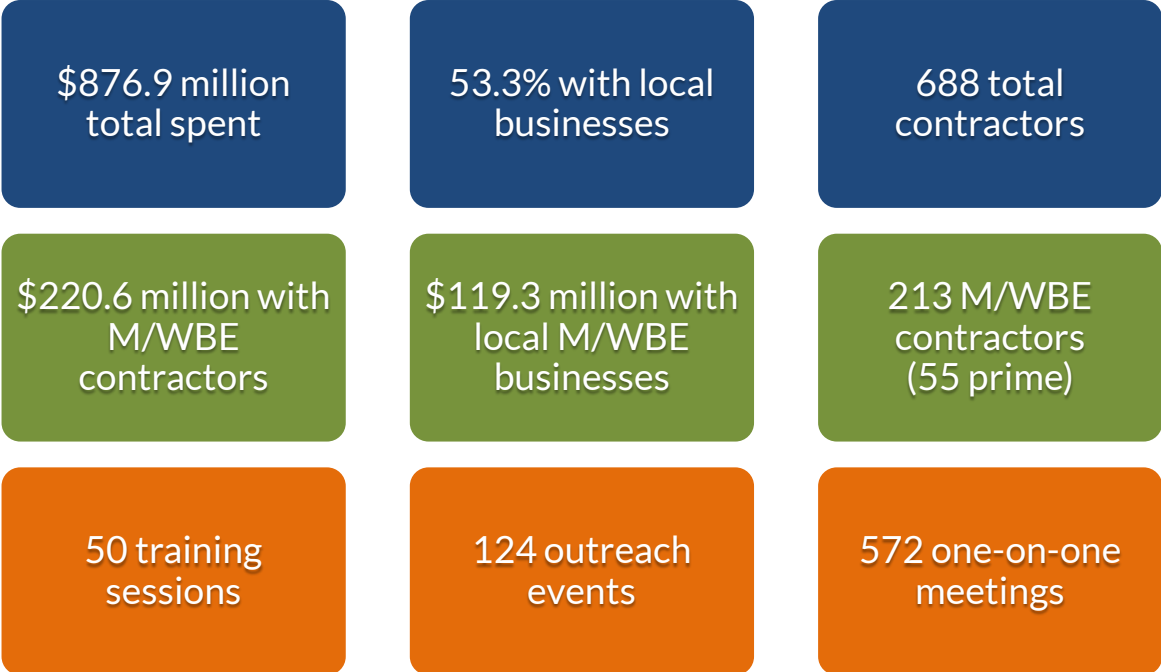 $876.9 million
total spent
53.3% with local
businesses
688 total
contractors
$220.6 million with
M/WBE
contractors
$119.3 million with
local M/WBE
businesses
213 M/WBE
contractors
(55 prime)
50 training
sessions
124 outreach
events
572 one-on-one
meetings